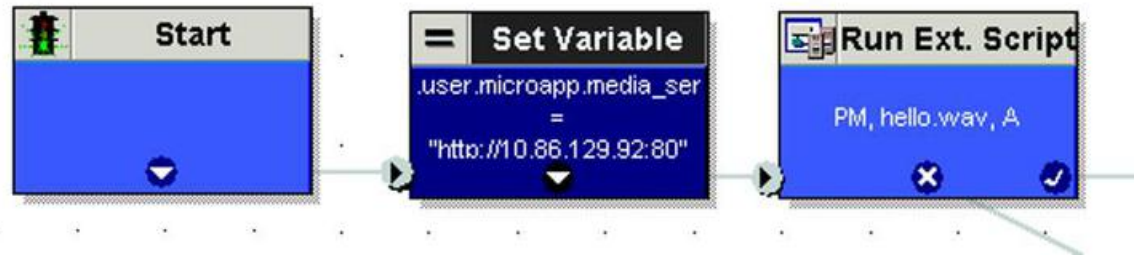 Start
= Set Variable
.user.microapp.media_ser
=
"http://10.86.129.92:80"
Run Ext. Script
PM, hello.wav, A